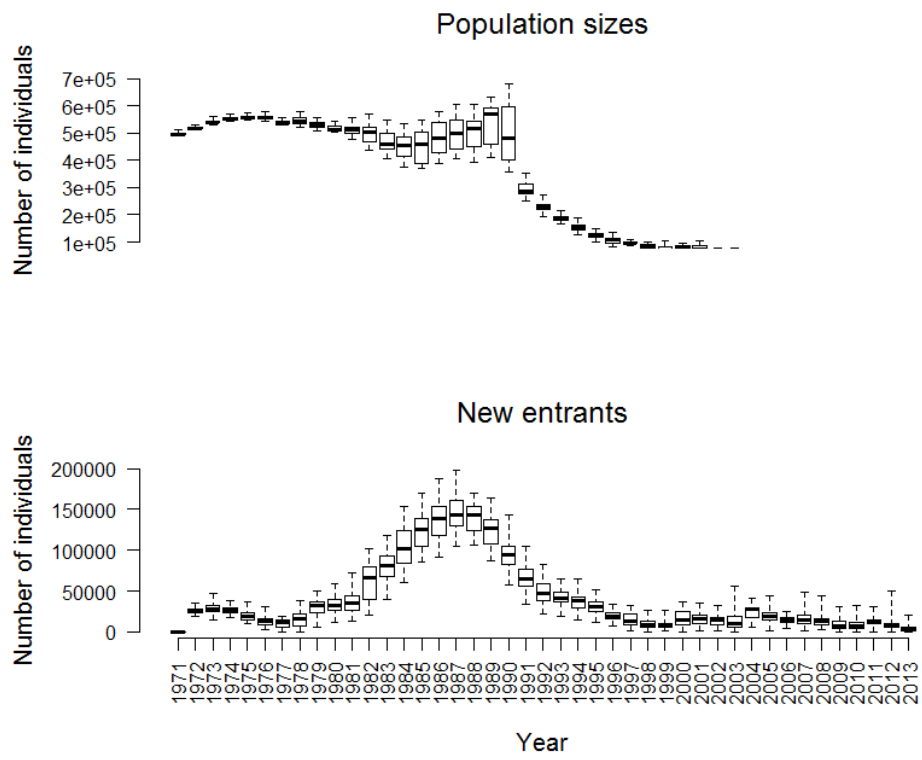 Population sizes
Number of individuals
7e+05
6e+05
5e+05
4e+05
3e+05
2e+05
1e+05
New entrants
Number of individuals
200000
150000
100000
50000
0
1971 1972 1973 1974 1975 1976 1977 1978 1979 1980 1981 1982 1983 1984 1985 1986 1987 1988 1989 1990 1991 1992 1993 1994 1995 1996 1997 1998 1999 2000 2001 2002 2003 2004 2005 2006 2007 2008 2009 2010 2011 2012 2013
Year